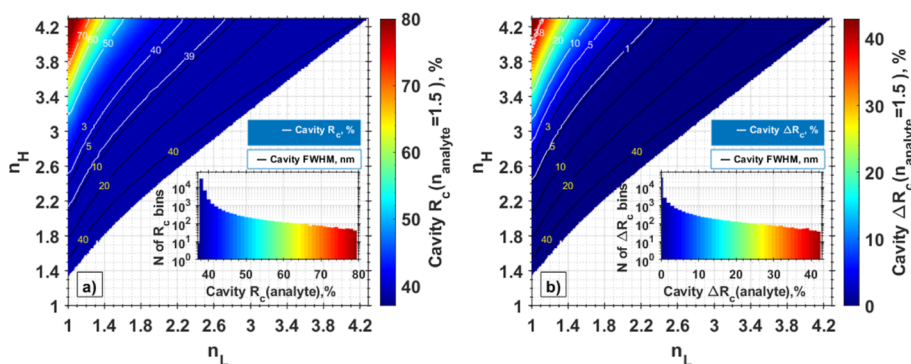 4.2
3.8
3.4
3
2.6
2.2
1.8
1.4
1
n_H
1 1.4 1.8 2.2 2.6 3 3.4 3.8 4.2
n_L
70 60 50
40
39
3
5
10
20
40
40
— Cavity R_c, %
— Cavity FWHM, nm
N of R_c bins
10^4
10^3
10^2
10^1
10^0
40 50 60 70 80
Cavity R_c(analyte),%
a)
80
70
60
50
40
Cavity R_c(n_analyte=1.5), %
4.2
3.8
3.4
3
2.6
2.2
1.8
1.4
1
n_H
1 1.4 1.8 2.2 2.6 3 3.4 3.8 4.2
n_L
38
20 10 5
1
3
5
10
20
40
40
— Cavity ΔR_c, %
— Cavity FWHM, nm
N of ΔR_c bins
10^4
10^3
10^2
10^1
10^0
0 10 20 30 40
Cavity ΔR_c(analyte),%
b)
40
30
20
10
0
Cavity ΔR_c(n_analyte=1.5), %